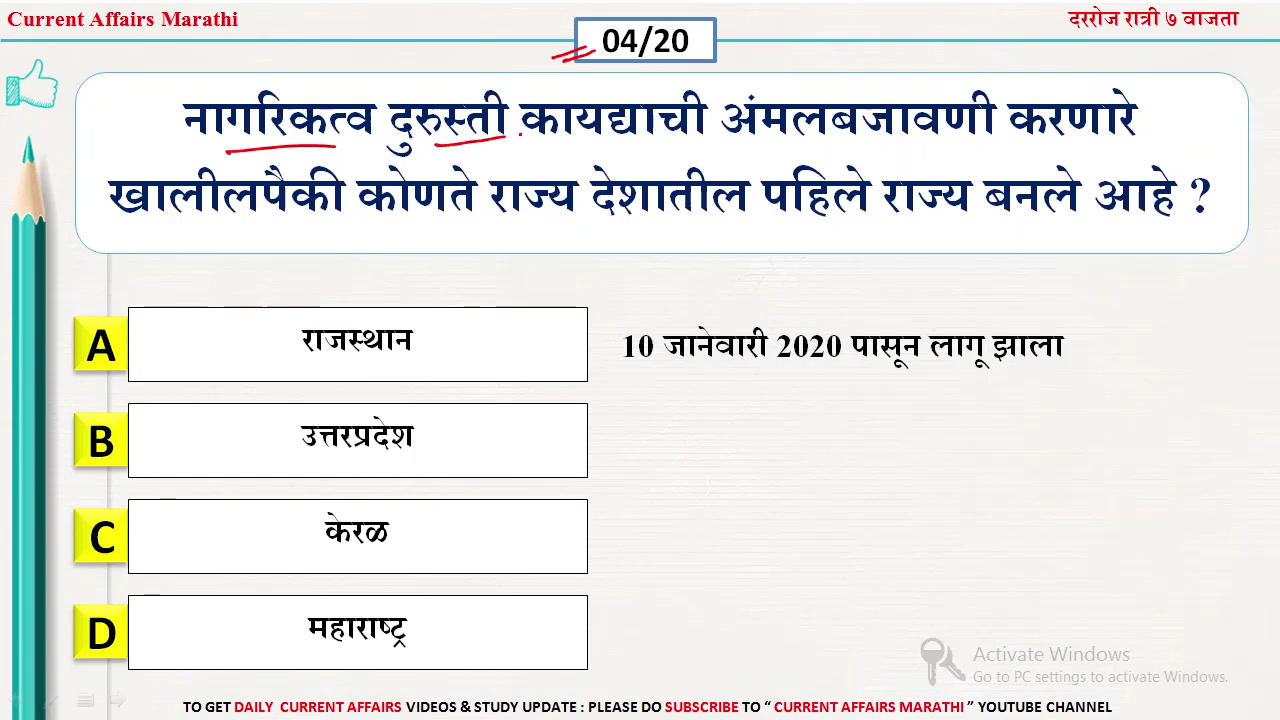 Current Affairs Marathi
दररोज रात्री ७ वाजता
04/20
नागरिकत्व दुरुस्ती कायद्याची अंमलबजावणी करणारे
खालीलपैकी कोणते राज्य देशातील पहिले राज्य बनले आहे ?
A राजस्थान
10 जानेवारी 2020 पासून लागू झाला
B उत्तरप्रदेश
C केरळ
D महाराष्ट्र
Activate Windows
Go to PC settings to activate Windows.
TO GET DAILY CURRENT AFFAIRS VIDEOS & STUDY UPDATE : PLEASE DO SUBSCRIBE TO “ CURRENT AFFAIRS MARATHI ” YOUTUBE CHANNEL